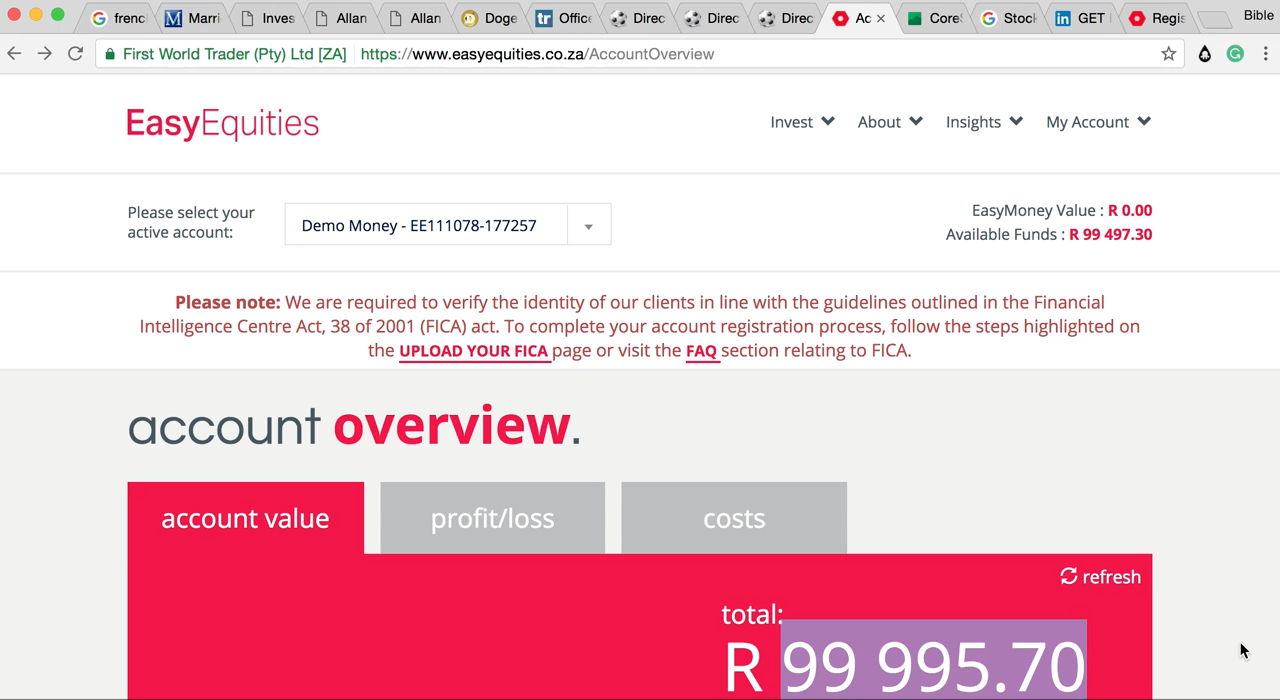 frenc
Marri
Inves
Allan
Allan
Doge
Office
Direc
Direc
Direc
Ac
CoreS
Stock
GET
Regis
Bible
First World Trader (Pty) Ltd [ZA] https://www.easyequities.co.za/AccountOverview
EasyEquities
Invest About Insights My Account
Please select your
active account:
Demo Money - EE111078-177257
EasyMoney Value : R 0.00
Available Funds : R 99 497.30
Please note: We are required to verify the identity of our clients in line with the guidelines outlined in the Financial
Intelligence Centre Act, 38 of 2001 (FICA) act. To complete your account registration process, follow the steps highlighted on
the UPLOAD YOUR FICA page or visit the FAQ section relating to FICA.
account overview.
account value profit/loss costs
refresh
total:
R 99 995.70